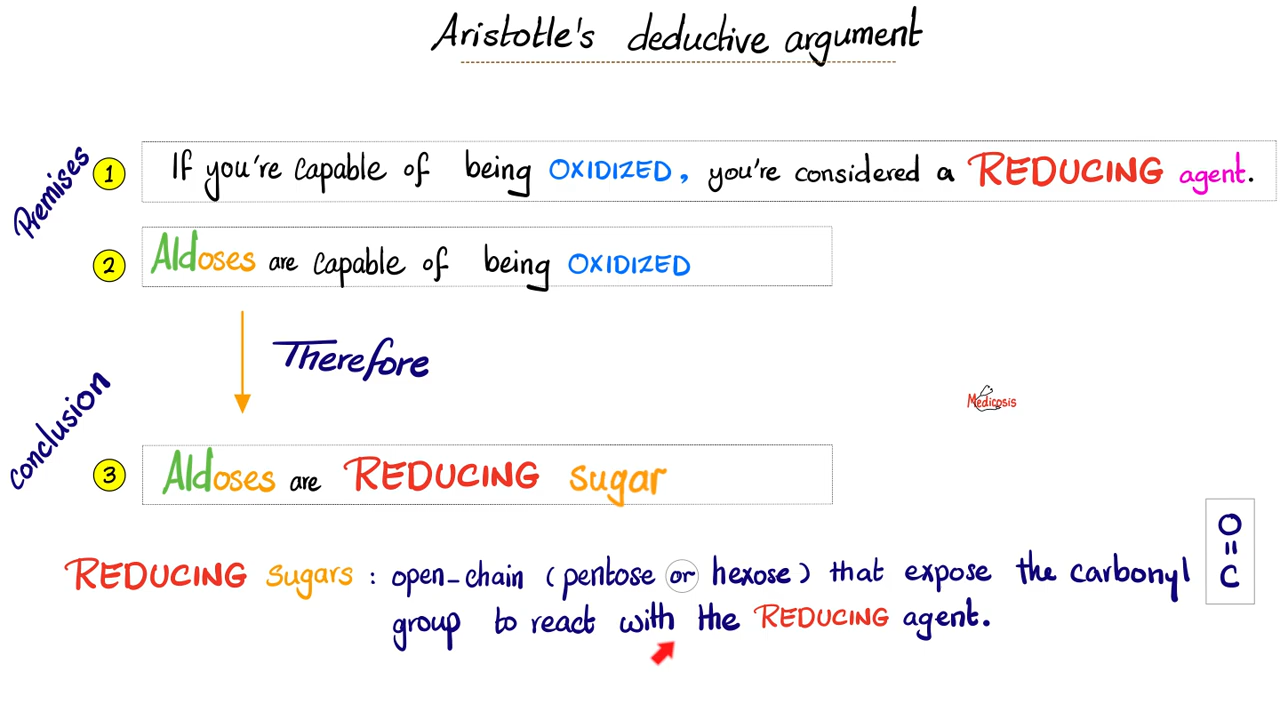 Aristotle's deductive argument
Premises
1 If you're capable of being OXIDIZED, you're considered a REDUCING agent.
2 Aldoses are capable of being OXIDIZED
Therefore
Conclusion
3 Aldoses are REDUCING sugar
Medicosis
REDUCING sugars : open-chain (pentose or hexose) that expose the carbonyl
group to react with the REDUCING agent.
O
=
C